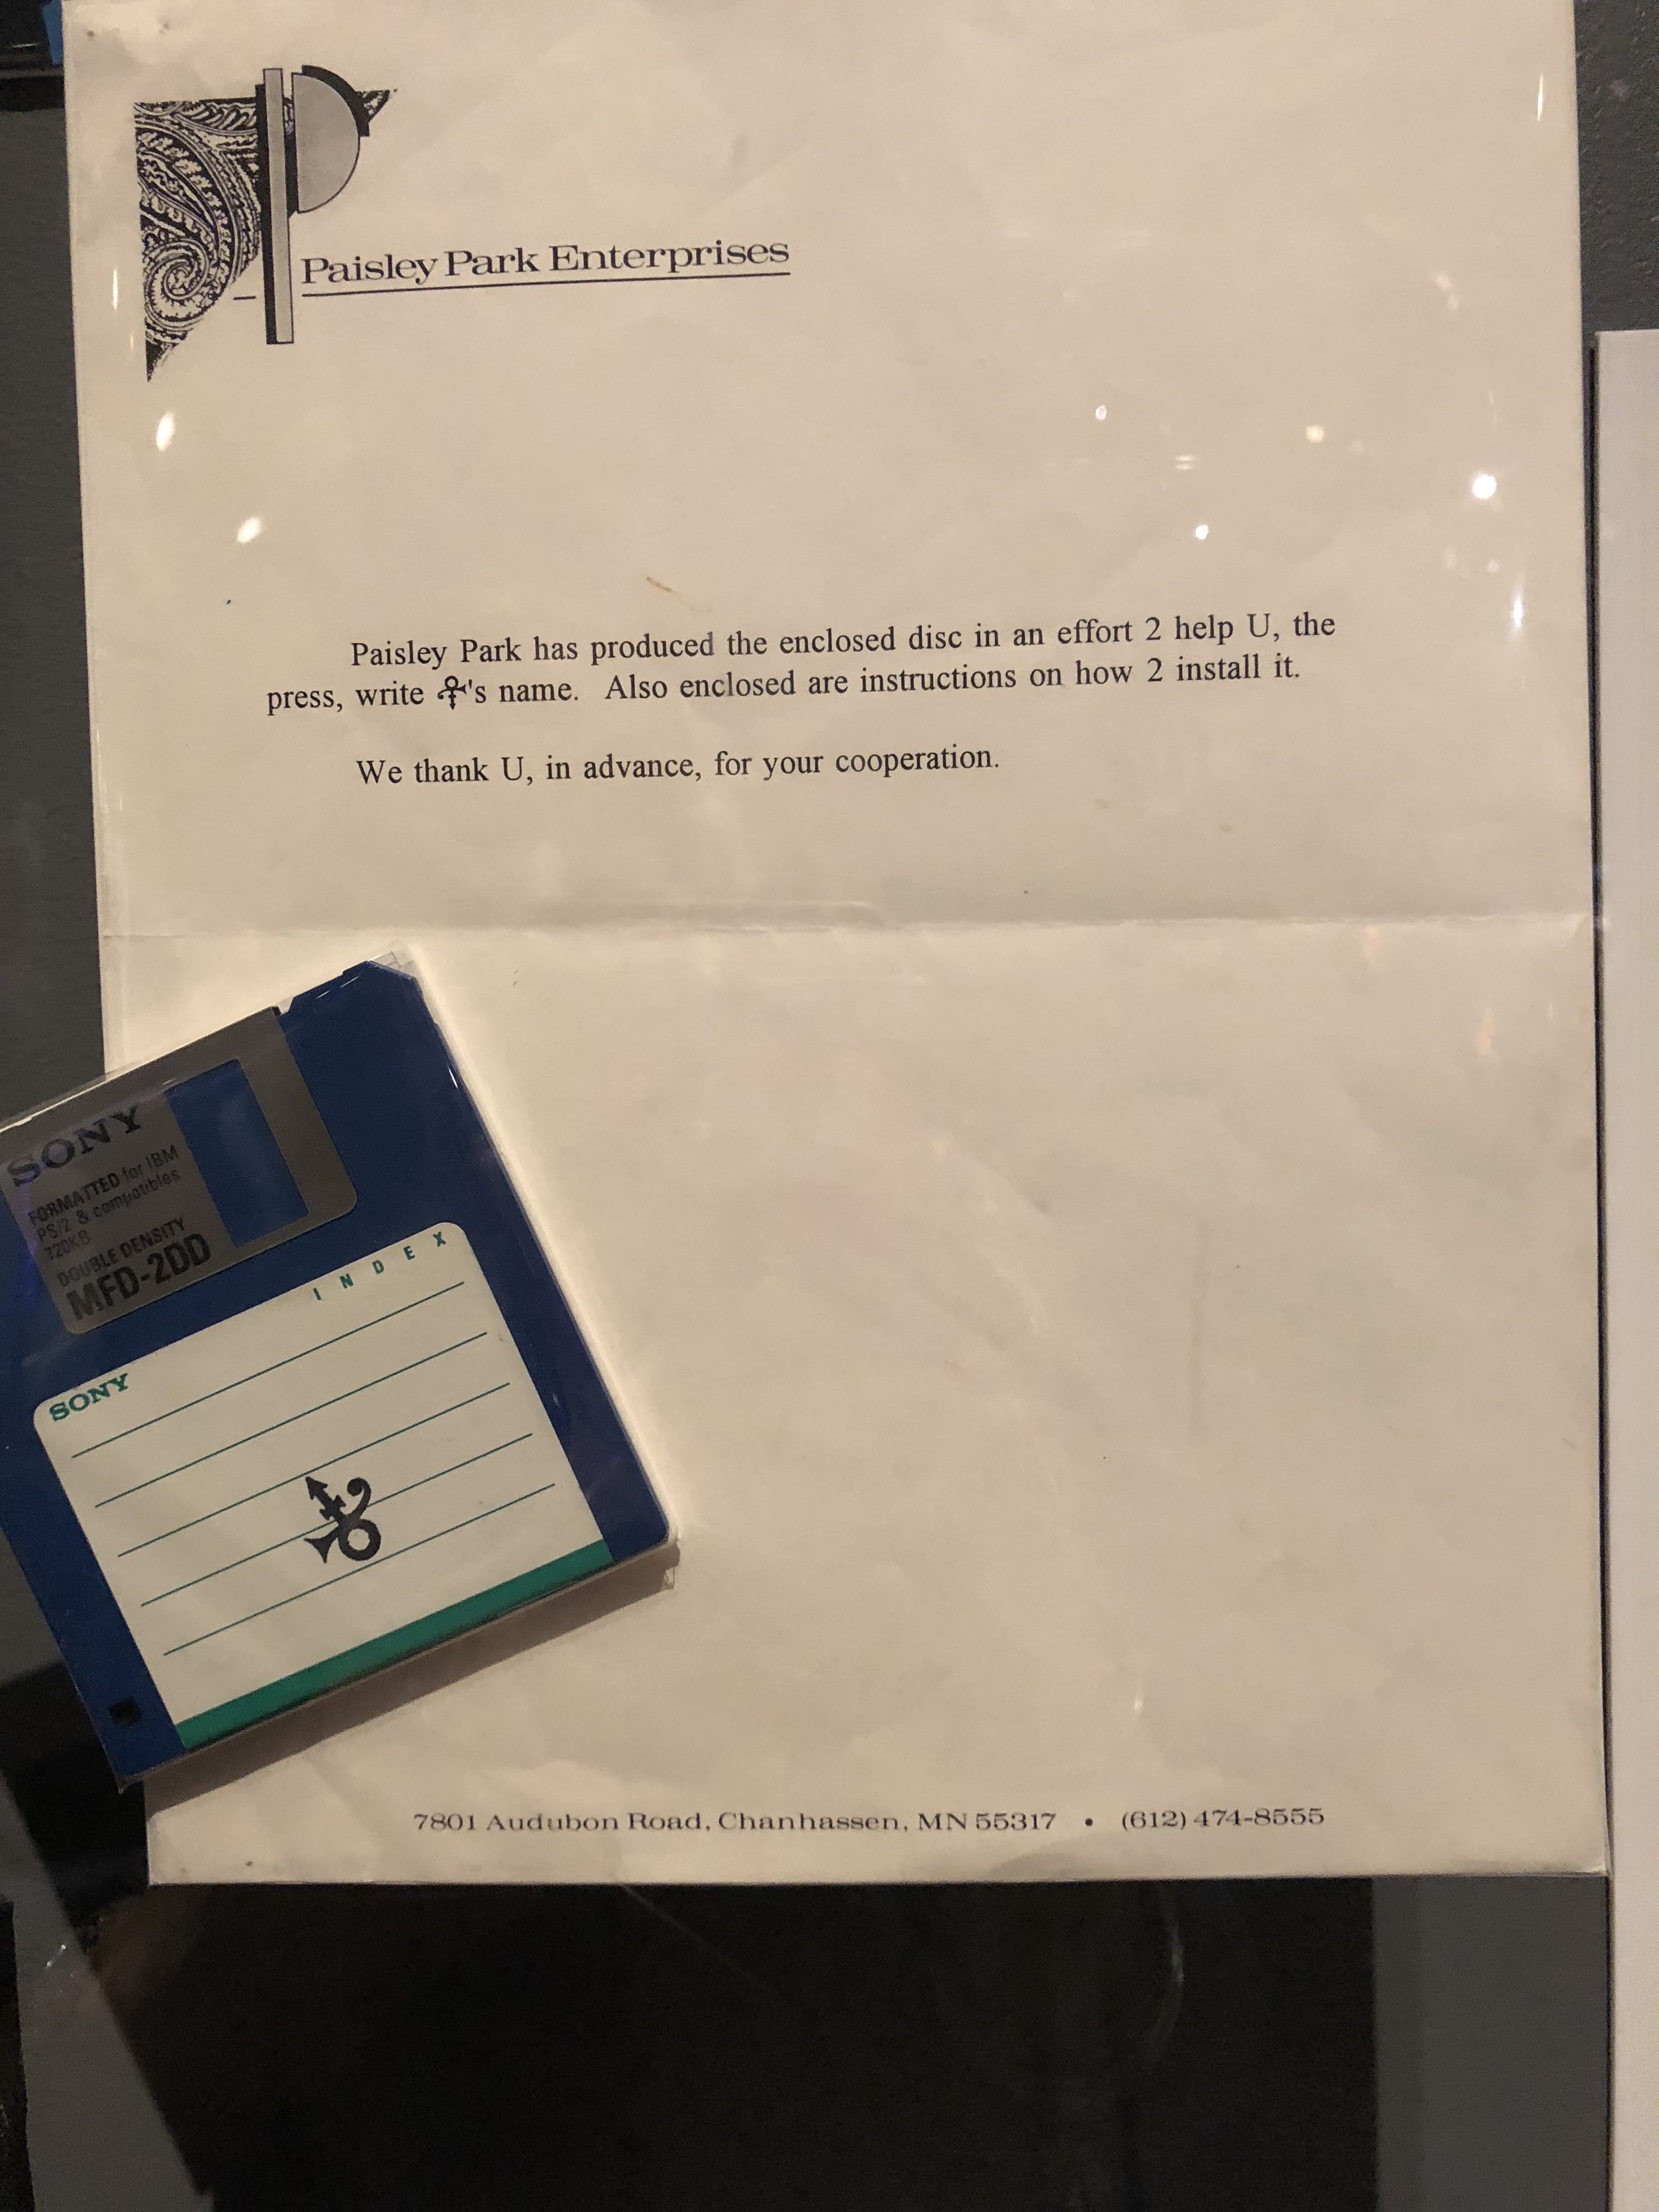 Paisley Park Enterprises
Paisley Park has produced the enclosed disc in an effort 2 help U, the
press, write 's name. Also enclosed are instructions on how 2 install it.
We thank U, in advance, for your cooperation.
SONY
FORMATTED for IBM
PS/2 & compatibles
720KB
DOUBLE DENSITY
MFD-2DD
INDEX
SONY
7801 Audubon Road, Chanhassen, MN 55317 • (612) 474-8555